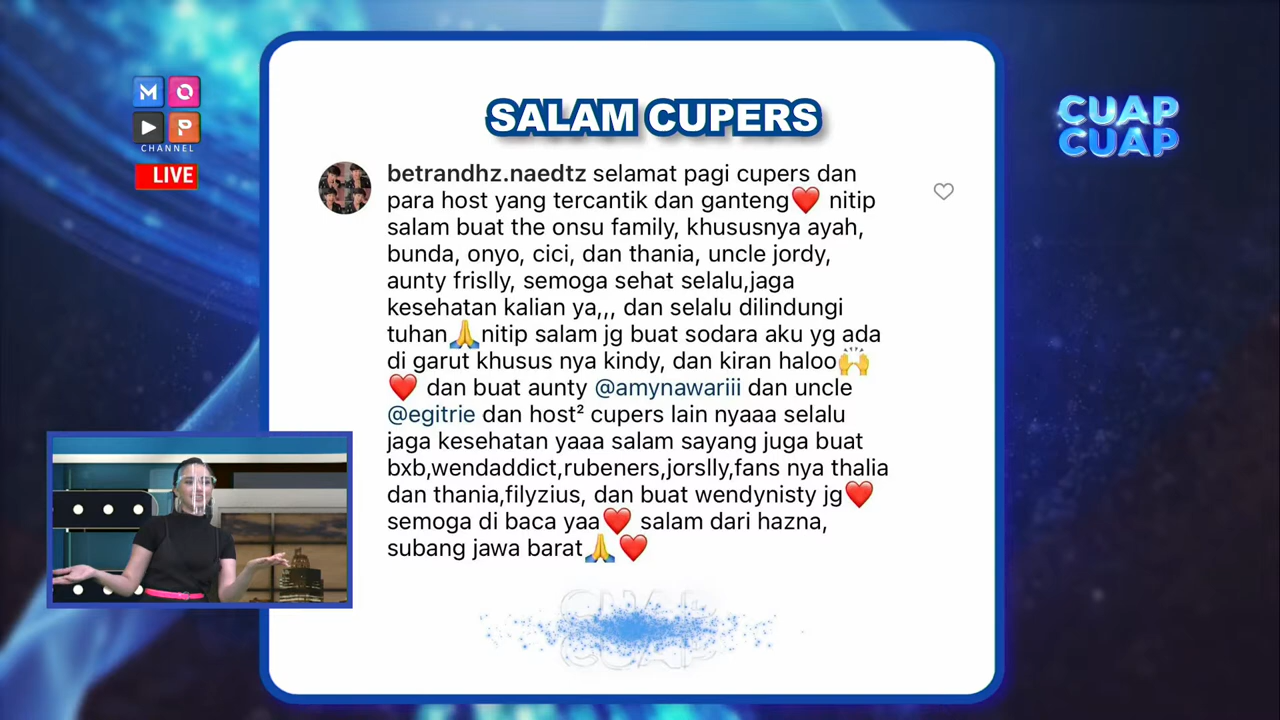 M O
P
CHANNEL
LIVE
CUAP
CUAP
SALAM CUPERS
betrandhz.naedtz selamat pagi cupers dan
para host yang tercantik dan ganteng❤️ nitip
salam buat the onsu family, khususnya ayah,
bunda, onyo, cici, dan thania, uncle jordy,
aunty frislly, semoga sehat selalu,jaga
kesehatan kalian ya,,, dan selalu dilindungi
tuhan🙏nitip salam jg buat sodara aku yg ada
di garut khusus nya kindy, dan kiran haloo🙌
❤️ dan buat aunty @amynawariii dan uncle
@egitrie dan host² cupers lain nyaaa selalu
jaga kesehatan yaaa salam sayang juga buat
bxb,wendaddict,rubeners,jorslly,fans nya thalia
dan thania,filyzius, dan buat wendynisty jg❤️
semoga di baca yaa❤️ salam dari hazna,
subang jawa barat🙏❤️
CUAP
CUAP